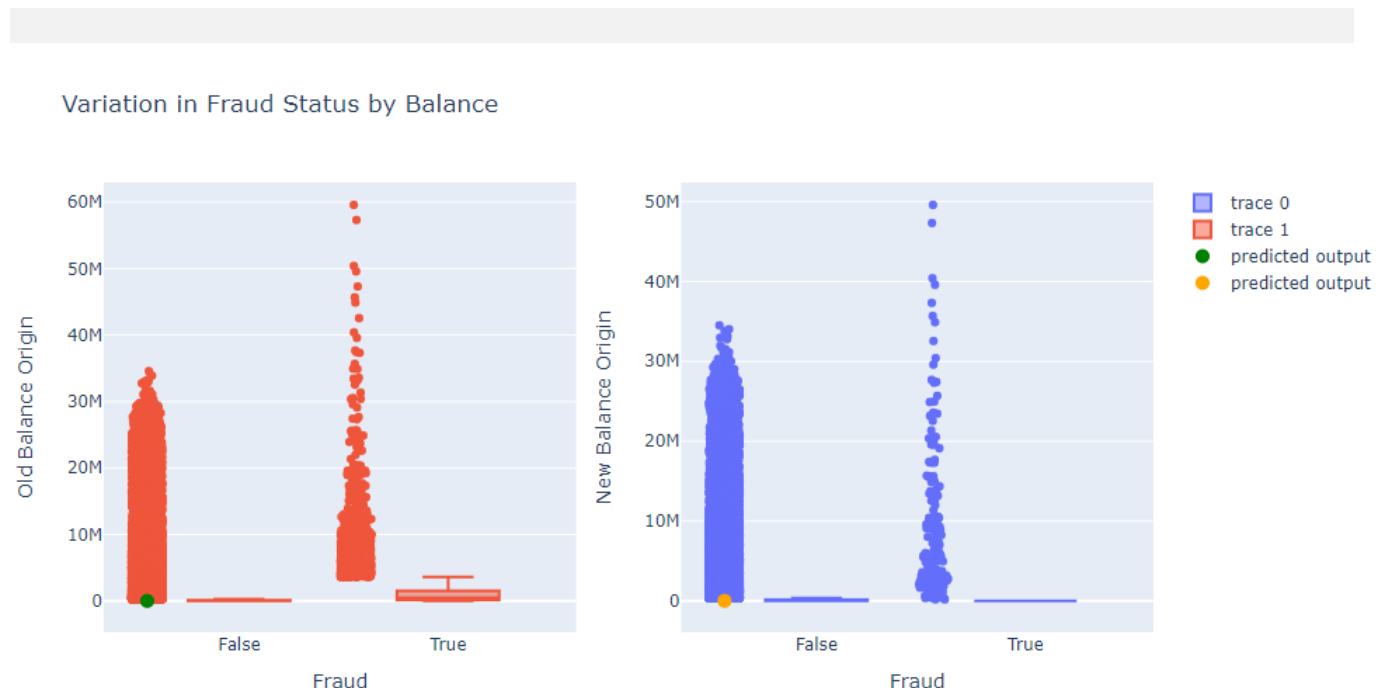 Variation in Fraud Status by Balance
60M
50M
40M
30M
20M
10M
0
Old Balance Origin
False
True
Fraud
50M
40M
30M
20M
10M
0
New Balance Origin
False
True
Fraud
trace 0
trace 1
predicted output
predicted output